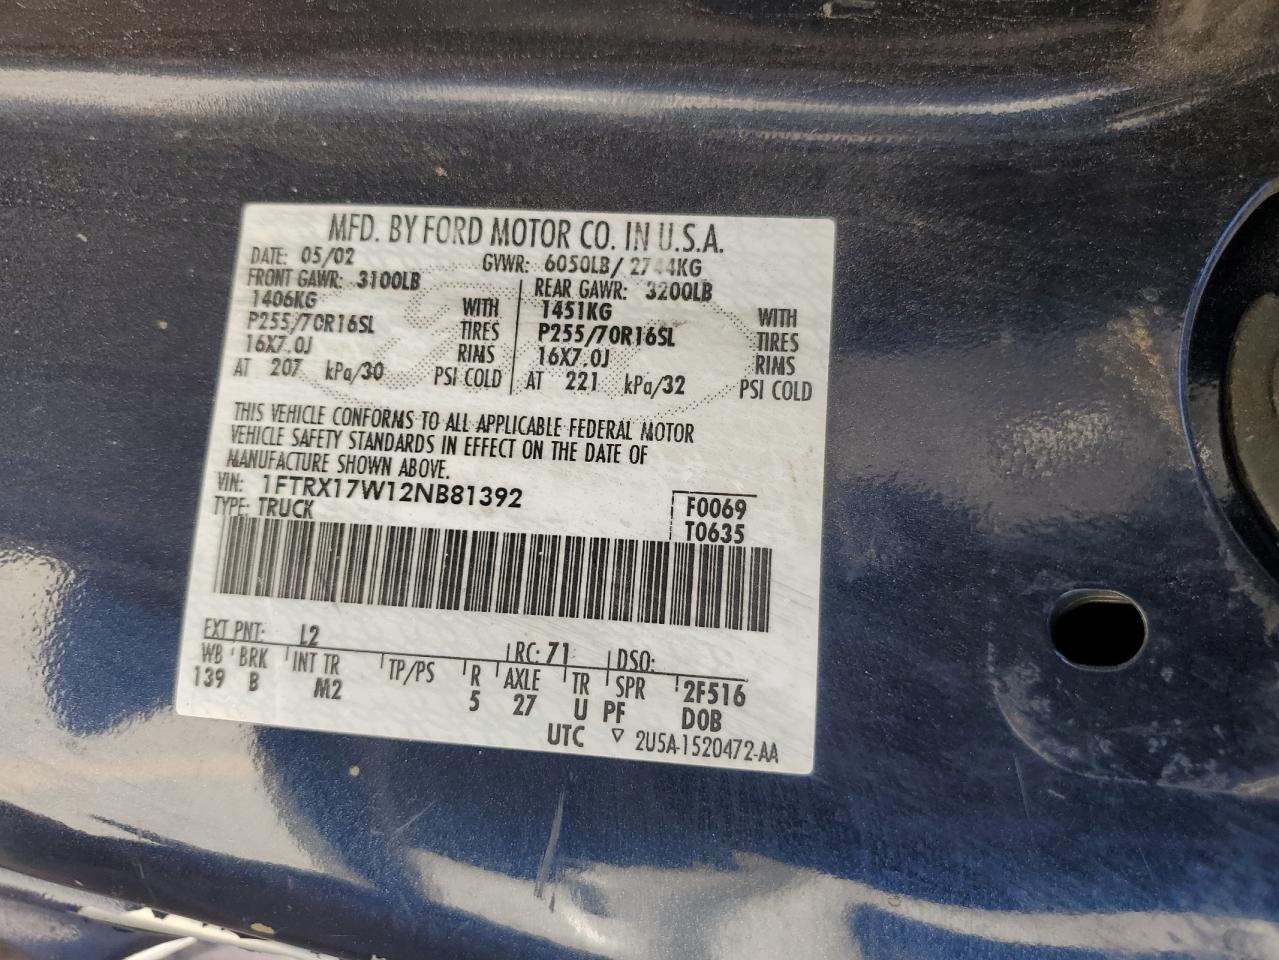 MFD. BY FORD MOTOR CO. IN U.S.A.
DATE: 05/02 GVWR: 6050LB/ 2744KG
FRONT GAWR: 3100LB REAR GAWR: 3200LB
1406KG WITH 1451KG WITH
P255/70R16SL TIRES P255/70R16SL TIRES
16X7.0J RIMS 16X7.0J RIMS
AT 207 kPa/30 PSI COLD AT 221 kPa/32 PSI COLD
THIS VEHICLE CONFORMS TO ALL APPLICABLE FEDERAL MOTOR
VEHICLE SAFETY STANDARDS IN EFFECT ON THE DATE OF
MANUFACTURE SHOWN ABOVE.
VIN: 1FTRX17W12NB81392 F0069
TYPE: TRUCK T0635
EXT PNT: L2 RC: 71 DSO:
WB BRK INT TR TP/PS R AXLE TR SPR 2F516
139 B M2 5 27 U PF D0B
UTC ▽ 2U5A-1520472-AA